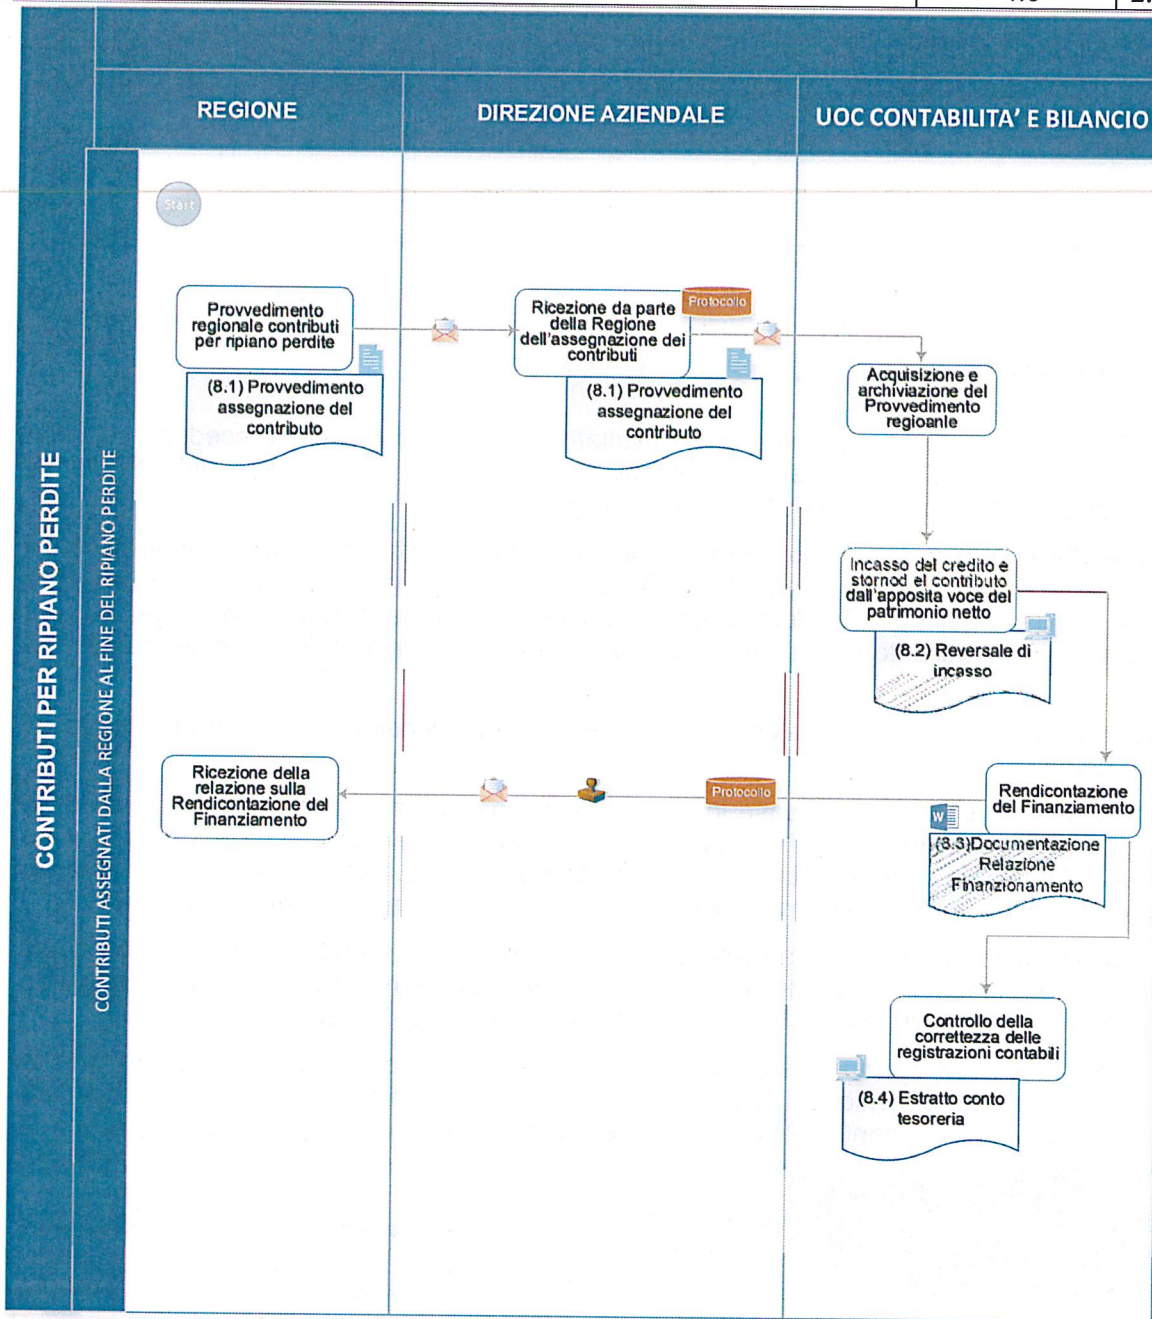 REGIONE
DIREZIONE AZIENDALE
UOC CONTABILITA' E BILANCIO
CONTRIBUTI PER RIPIANO PERDITE
CONTRIBUTI ASSEGNATI DALLA REGIONE AL FINE DEL RIPIANO PERDITE
Start
Provvedimento
regionale contributi
per ripiano perdite
(8.1) Provvedimento
assegnazione del
contributo
Ricezione da parte
della Regione
dell'assegnazione dei
contributi
Protocollo
(8.1) Provvedimento
assegnazione del
contributo
Acquisizione e
archiviazione del
Provvedimento
regioanle
Incasso del credito e
stornod el contributo
dall'apposita voce del
patrimonio netto
(8.2) Reversale di
incasso
Ricezione della
relazione sulla
Rendicontazione del
Finanziamento
Protocollo
Rendicontazione
del Finanziamento
W
(8.3)Documentazione
Relazione
Finanzionamento
Controllo della
correttezza delle
registrazioni contabili
(8.4) Estratto conto
tesoreria